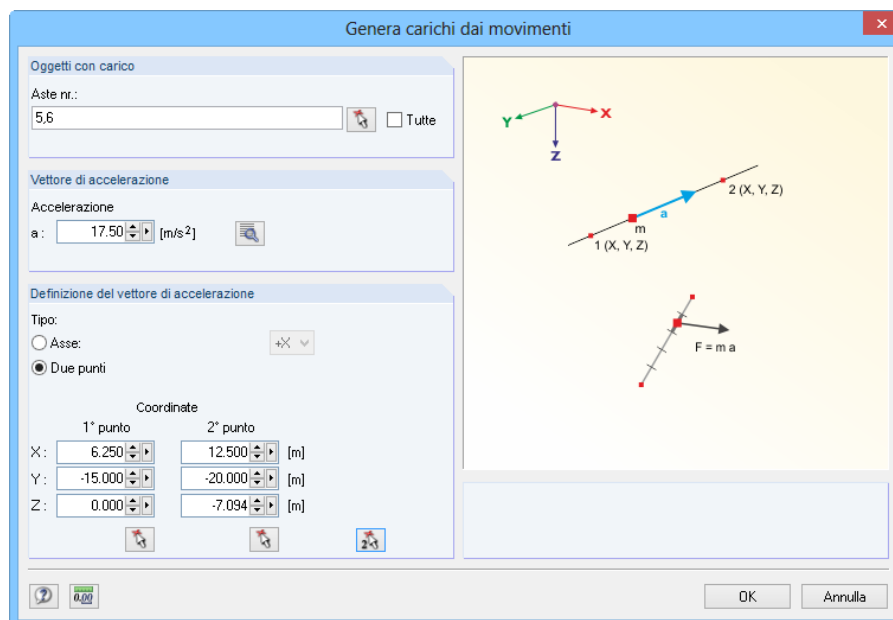 Genera carichi dai movimenti
Oggetti con carico
Aste nr.:
5,6
Tutte
Vettore di accelerazione
Accelerazione
a : 17.50 [m/s²]
Definizione del vettore di accelerazione
Tipo:
Asse: +X
Due punti
Coordinate
1° punto 2° punto
X : 6.250 12.500 [m]
Y : -15.000 -20.000 [m]
Z : 0.000 -7.094 [m]
2
Y X
Z
2 (X, Y, Z)
a
m
1 (X, Y, Z)
F = m a
0.00
OK Annulla